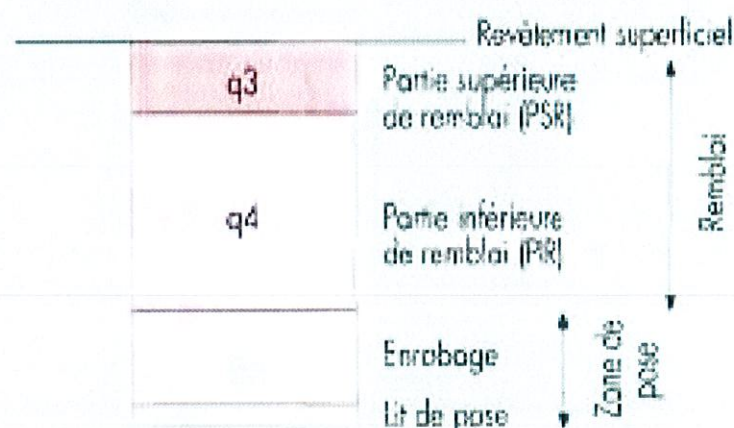 Revêtement superficiel
q3
Partie supérieure
de remblai (PSR)
q4
Partie inférieure
de remblai (PIR)
Remblai
Enrobage
Lit de pose
Zone de
pose